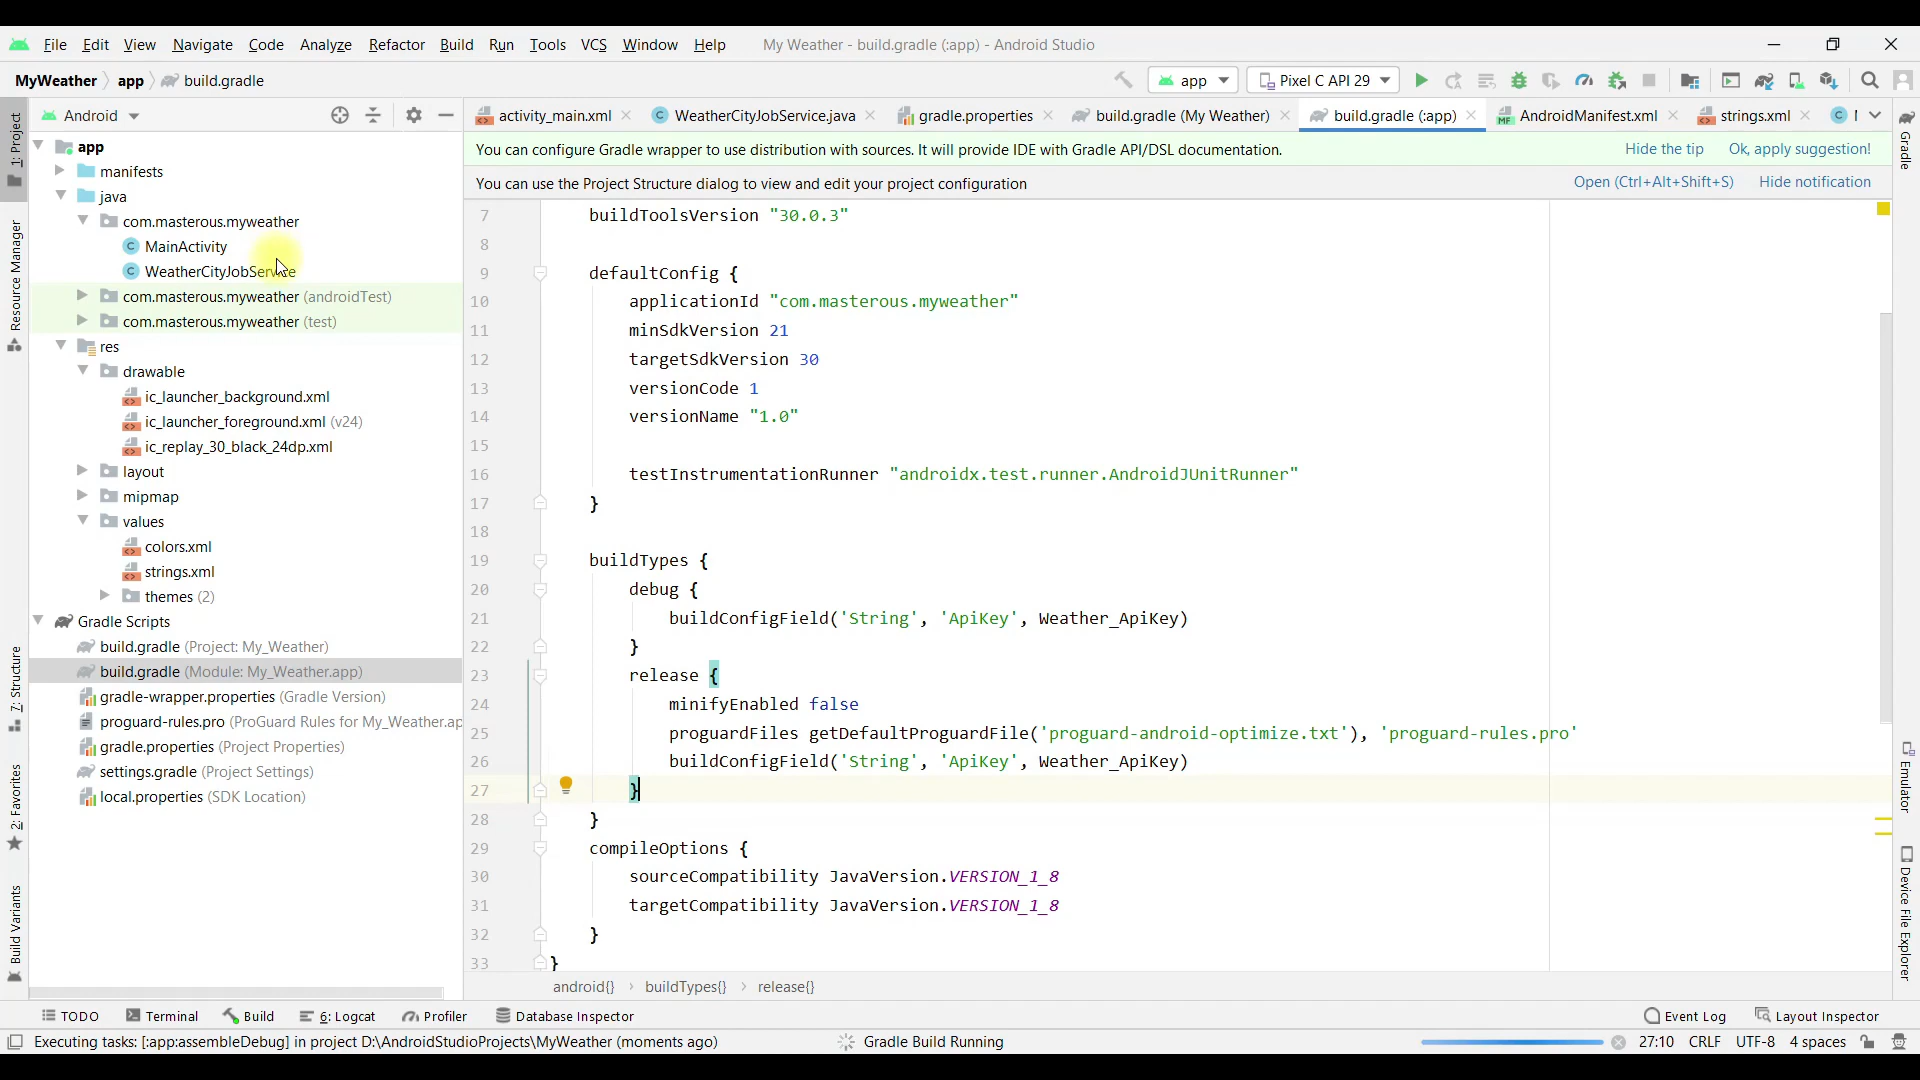 File Edit View Navigate Code Analyze Refactor Build Run Tools VCS Window Help My Weather - build.gradle (:app) - Android Studio
MyWeather app build.gradle app Pixel C API 29
Android
activity_main.xml WeatherCityJobService.java gradle.properties build.gradle (My Weather) build.gradle (:app) AndroidManifest.xml strings.xml
You can configure Gradle wrapper to use distribution with sources. It will provide IDE with Gradle API/DSL documentation. Hide the tip Ok, apply suggestion!
You can use the Project Structure dialog to view and edit your project configuration Open (Ctrl+Alt+Shift+S) Hide notification
1: Project
Resource Manager
7: Structure
2: Favorites
Build Variants
app
manifests
java
com.masterous.myweather
MainActivity
WeatherCityJobService
com.masterous.myweather (androidTest)
com.masterous.myweather (test)
res
drawable
ic_launcher_background.xml
ic_launcher_foreground.xml (v24)
ic_replay_30_black_24dp.xml
layout
mipmap
values
colors.xml
strings.xml
themes (2)
Gradle Scripts
build.gradle (Project: My_Weather)
build.gradle (Module: My_Weather.app)
gradle-wrapper.properties (Gradle Version)
proguard-rules.pro (ProGuard Rules for My_Weather.ap
gradle.properties (Project Properties)
settings.gradle (Project Settings)
local.properties (SDK Location)
7 buildToolsVersion "30.0.3"
8
9 defaultConfig {
10 applicationId "com.masterous.myweather"
11 minSdkVersion 21
12 targetSdkVersion 30
13 versionCode 1
14 versionName "1.0"
15
16 testInstrumentationRunner "androidx.test.runner.AndroidJUnitRunner"
17 }
18
19 buildTypes {
20 debug {
21 buildConfigField('String', 'ApiKey', Weather_ApiKey)
22 }
23 release {
24 minifyEnabled false
25 proguardFiles getDefaultProguardFile('proguard-android-optimize.txt'), 'proguard-rules.pro'
26 buildConfigField('String', 'ApiKey', Weather_ApiKey)
27 }
28 }
29 compileOptions {
30 sourceCompatibility JavaVersion.VERSION_1_8
31 targetCompatibility JavaVersion.VERSION_1_8
32 }
33 }
android{} › buildTypes{} › release{}
Gradle
Emulator
Device File Explorer
TODO Terminal Build 6: Logcat Profiler Database Inspector Event Log Layout Inspector
Executing tasks: [:app:assembleDebug] in project D:\AndroidStudioProjects\MyWeather (moments ago) Gradle Build Running 27:10 CRLF UTF-8 4 spaces